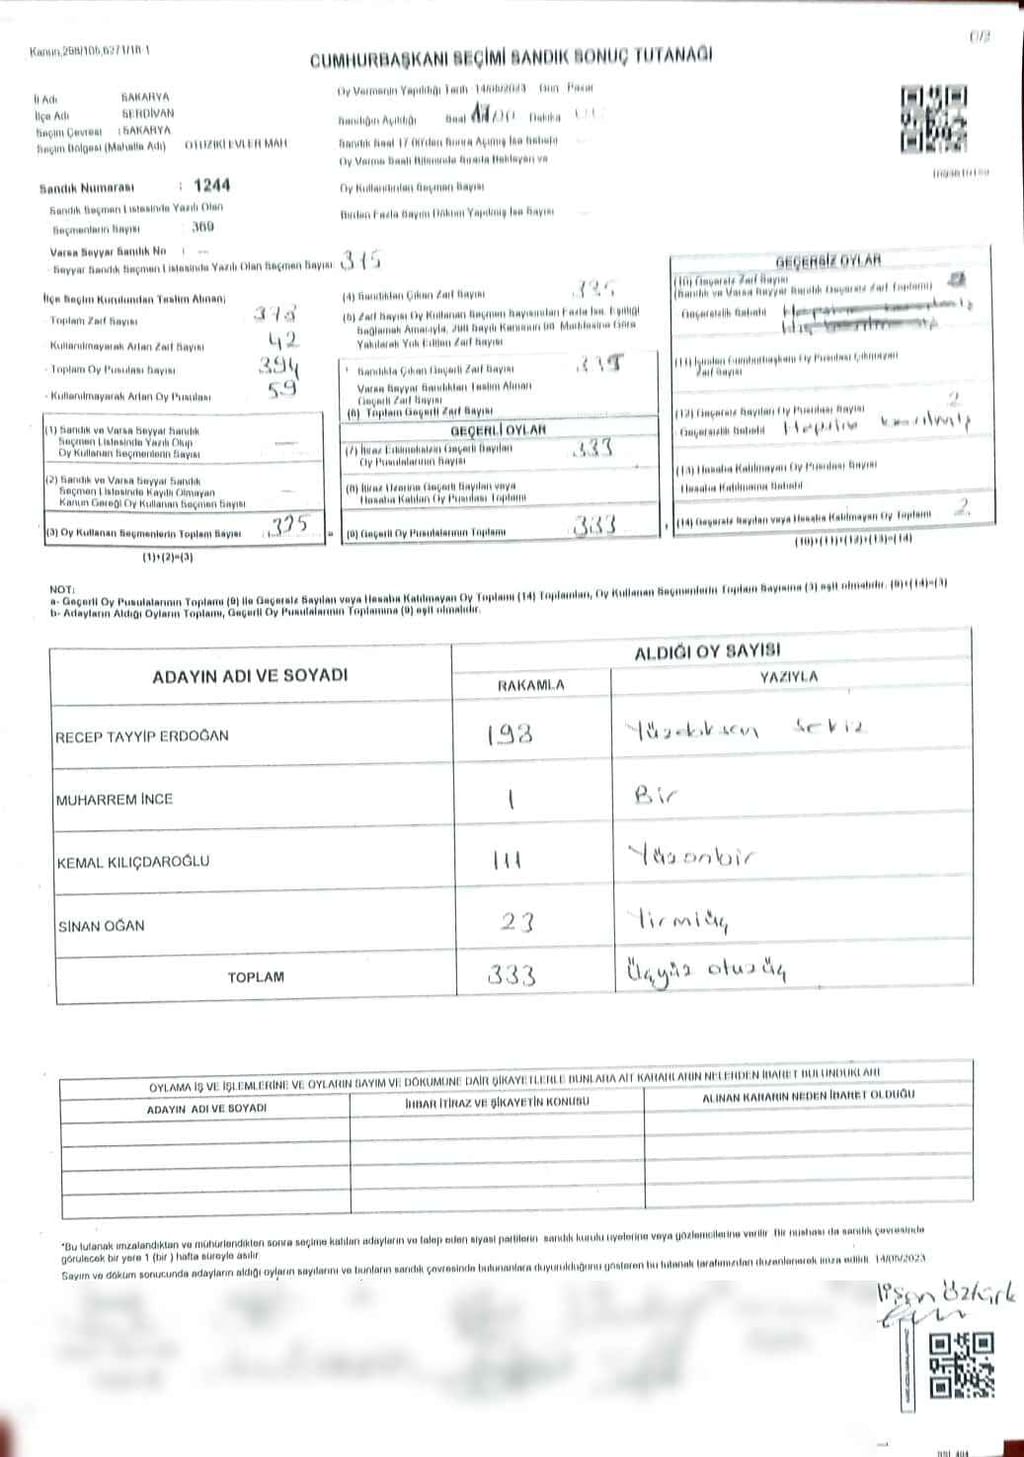 Kanun,298/105,6271/18 1
CUMHURBAŞKANI SEÇİMİ SANDIK SONUÇ TUTANAĞI
İl Adı SAKARYA
İlçe Adı SERDİVAN
Seçim Çevresi : SAKARYA
Seçim Bölgesi (Mahalle Adı) OTUZİKİ EVLER MAH
Sandık Numarası : 1244
Sandık Seçmen Listesinde Yazılı Olan
Seçmenlerin Sayısı : 369
Varsa Seyyar Sandık No : --
Seyyar Sandık Seçmen Listesinde Yazılı Olan Seçmen Sayısı 315
Oy Vermenin Yapıldığı Tarih 14/05/2023 Gün Pazar
Sandığın Açıldığı Saat Dakika
Sandık Saat 17 00'den Sonra Açılmış İse Sebebi
Oy Verme Saati Bitiminde Sırada Bekleyen ve
Oy Kullandırılan Seçmen Sayısı
Birden Fazla Sayım Döküm Yapılmış İse Sayısı
İlçe Seçim Kurulundan Teslim Alınan;
Toplam Zarf Sayısı 378
Kullanılmayarak Artan Zarf Sayısı 42
- Toplam Oy Pusulası Sayısı 394
- Kullanılmayarak Artan Oy Pusulası 59
(1) Sandık ve Varsa Seyyar Sandık
Seçmen Listesinde Yazılı Olup
Oy Kullanan Seçmenlerin Sayısı
(2) Sandık ve Varsa Seyyar Sandık
Seçmen Listesinde Kayıtlı Olmayan
Kanun Gereği Oy Kullanan Seçmen Sayısı
(3) Oy Kullanan Seçmenlerin Toplam Sayısı 335
(1)+(2)=(3)
(4) Sandıktan Çıkan Zarf Sayısı 335
(5) Zarf Sayısı Oy Kullanan Seçmen Sayısından Fazla İse, Eşitliği
Sağlamak Amacıyla, 298 Sayılı Kanunun 98. Maddesine Göre
Yakılarak Yok Edilen Zarf Sayısı
* Sandıkta Çıkan Geçerli Zarf Sayısı 335
Varsa Seyyar Sandıktan Teslim Alınan
Geçerli Zarf Sayısı
(6) Toplam Geçerli Zarf Sayısı
GEÇERLİ OYLAR
(7) İtiraz Edilmeksizin Geçerli Sayılan
Oy Pusulalarının Sayısı 333
(8) İtiraz Üzerine Geçerli Sayılan veya
Hesaba Katılan Oy Pusulası Toplamı
(9) Geçerli Oy Pusulalarının Toplamı 333
GEÇERSİZ OYLAR
(10) Geçersiz Zarf Sayısı
(Sandık ve Varsa Seyyar Sandık Geçersiz Zarf Toplamı)
Geçersizlik Sebebi
(11) İçinden Cumhurbaşkanı Oy Pusulası Çıkmayan
Zarf Sayısı
(12) Geçersiz Sayılan Oy Pusulası Sayısı 2
Geçersizlik Sebebi
(13) Hesaba Katılmayan Oy Pusulası Sayısı
Hesaba Katılmama Sebebi
(14) Geçersiz Sayılan veya Hesaba Katılmayan Oy Toplamı 2
(10)+(11)+(12)+(13)=(14)
NOT:
a- Geçerli Oy Pusulalarının Toplamı (9) ile Geçersiz Sayılan veya Hesaba Katılmayan Oy Toplamı (14) Toplamları, Oy Kullanan Seçmenlerin Toplam Sayısına (3) eşit olmalıdır. (9)+(14)=(3)
b- Adayların Aldığı Oyların Toplamı, Geçerli Oy Pusulalarının Toplamına (9) eşit olmalıdır.
ADAYIN ADI VE SOYADI ALDIĞI OY SAYISI
RAKAMLA YAZIYLA
RECEP TAYYİP ERDOĞAN 198 Yüzdoksan sekiz
MUHARREM İNCE 1 Bir
KEMAL KILIÇDAROĞLU 111 Yüzonbir
SİNAN OĞAN 23 Yirmiüç
TOPLAM 333 Üçyüz otuzüç
OYLAMA İŞ VE İŞLEMLERİNE VE OYLARIN SAYIM VE DÖKÜMÜNE DAİR ŞİKAYETLERLE BUNLARA AİT KARARLARIN NELERDEN İBARET BULUNDUKLARI
ADAYIN ADI VE SOYADI İHBAR İTİRAZ VE ŞİKAYETİN KONUSU ALINAN KARARIN NEDEN İBARET OLDUĞU
*Bu tutanak imzalandıktan ve mühürlendikten sonra seçime katılan adayların ve talep eden siyasi partilerin sandık kurulu üyelerine veya gözlemcilerine verilir. Bir nüshası da sandık çevresinde
görülecek bir yere 1 (bir ) hafta süreyle asılır.
Sayım ve döküm sonucunda adayların aldığı oyların sayılarını ve bunların sandık çevresinde bulunanlara duyurulduğunu gösteren bu tutanak tarafımızdan düzenlenerek imza edildi. 14/05/2023